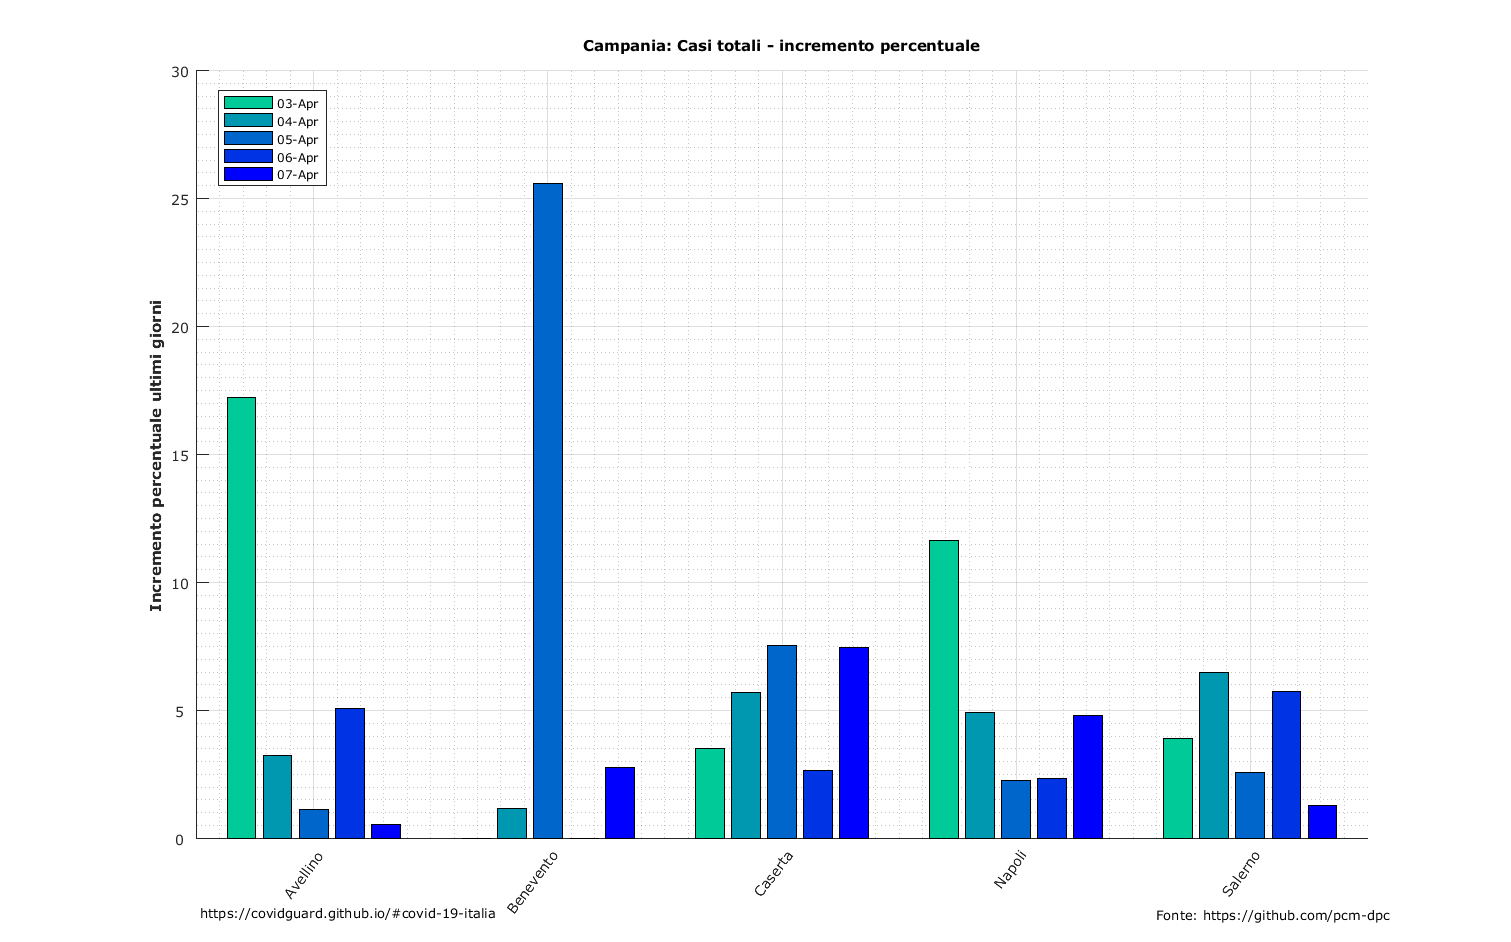 Campania: Casi totali - incremento percentuale
30
25
20
15
10
5
0
Incremento percentuale ultimi giorni
03-Apr
04-Apr
05-Apr
06-Apr
07-Apr
Avellino
Benevento
Caserta
Napoli
Salerno
https://covidguard.github.io/#covid-19-italia
Fonte: https://github.com/pcm-dpc